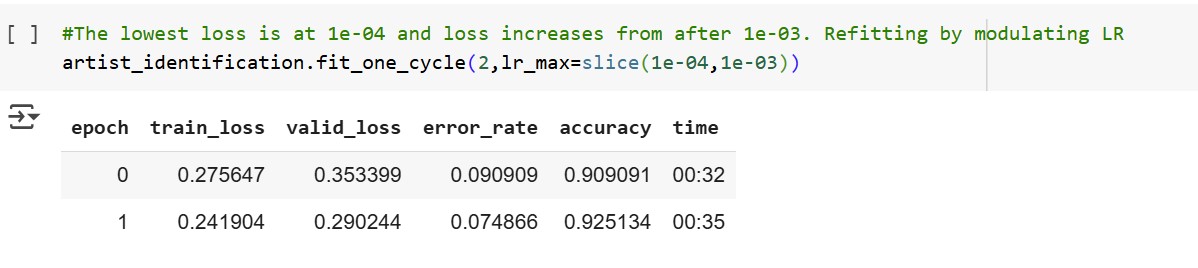 [ ] #The lowest loss is at 1e-04 and loss increases from after 1e-03. Refitting by modulating LR
artist_identification.fit_one_cycle(2,lr_max=slice(1e-04,1e-03))
epoch train_loss valid_loss error_rate accuracy time
0 0.275647 0.353399 0.090909 0.909091 00:32
1 0.241904 0.290244 0.074866 0.925134 00:35